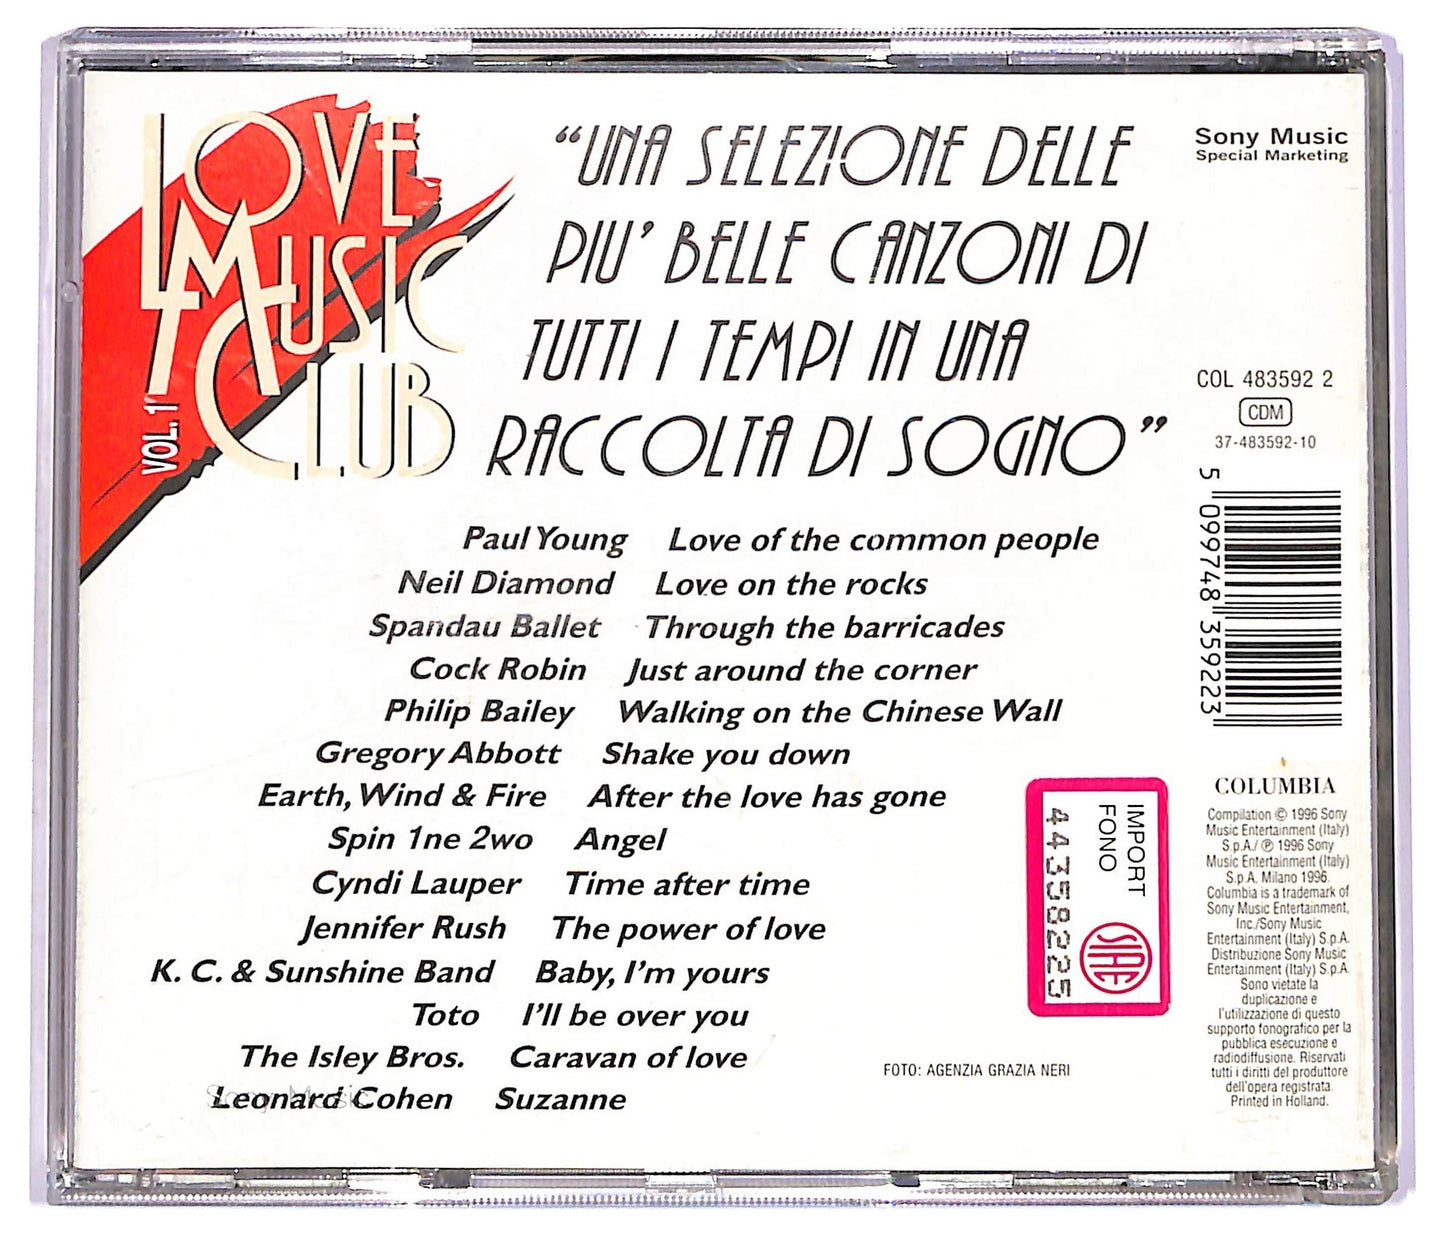 LOVE
MUSIC
CLUB
VOL. 1
“UNA SELEZIONE DELLE
PIU’ BELLE CANZONI DI
TUTTI I TEMPI IN UNA
RACCOLTA DI SOGNO”
Sony Music
Special Marketing
COL 483592 2
CDM
37-483592-10
5 099748 359223
Paul Young Love of the common people
Neil Diamond Love on the rocks
Spandau Ballet Through the barricades
Cock Robin Just around the corner
Philip Bailey Walking on the Chinese Wall
Gregory Abbott Shake you down
Earth, Wind & Fire After the love has gone
Spin 1ne 2wo Angel
Cyndi Lauper Time after time
Jennifer Rush The power of love
K. C. & Sunshine Band Baby, I’m yours
Toto I’ll be over you
The Isley Bros. Caravan of love
Leonard Cohen Suzanne
Sony Music
IMPORT
FONO
44358225
SIAE
FOTO: AGENZIA GRAZIA NERI
COLUMBIA
Compilation © 1996 Sony
Music Entertainment (Italy)
S.p.A./ ℗ 1996 Sony
Music Entertainment (Italy)
S.p.A. Milano 1996.
Columbia is a trademark of
Sony Music Entertainment,
Inc./Sony Music
Entertainment (Italy) S.p.A.
Distribuzione Sony Music
Entertainment (Italy) S.p.A.
Sono vietate la
duplicazione e
l’utilizzazione di questo
supporto fonografico per la
pubblica esecuzione e
radiodiffusione. Riservati
tutti i diritti del produttore
dell’opera registrata.
Printed in Holland.